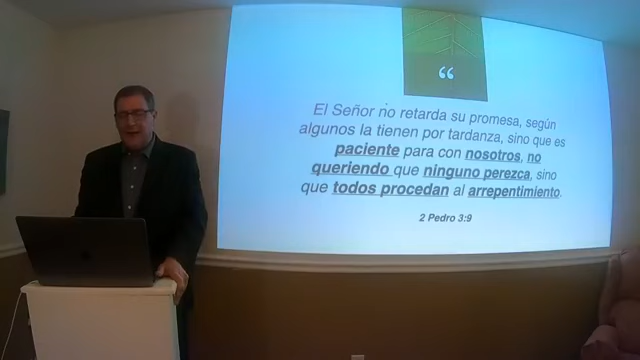 “
El Señor no retarda su promesa, según
algunos la tienen por tardanza, sino que es
paciente para con nosotros, no
queriendo que ninguno perezca, sino
que todos procedan al arrepentimiento.
2 Pedro 3:9